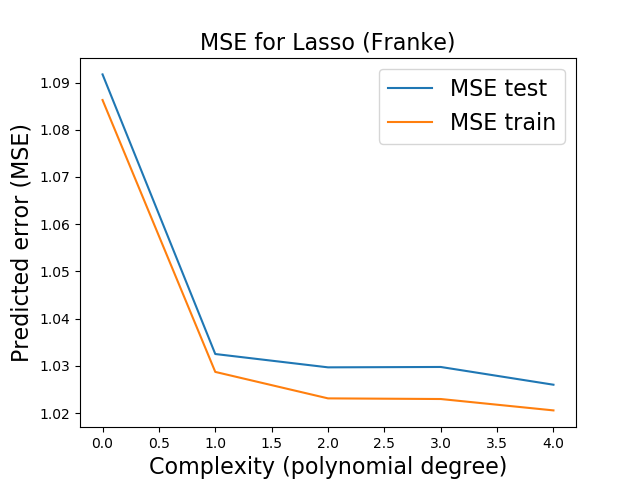 MSE for Lasso (Franke)
MSE test
MSE train
Predicted error (MSE)
1.09
1.08
1.07
1.06
1.05
1.04
1.03
1.02
0.0 0.5 1.0 1.5 2.0 2.5 3.0 3.5 4.0
Complexity (polynomial degree)